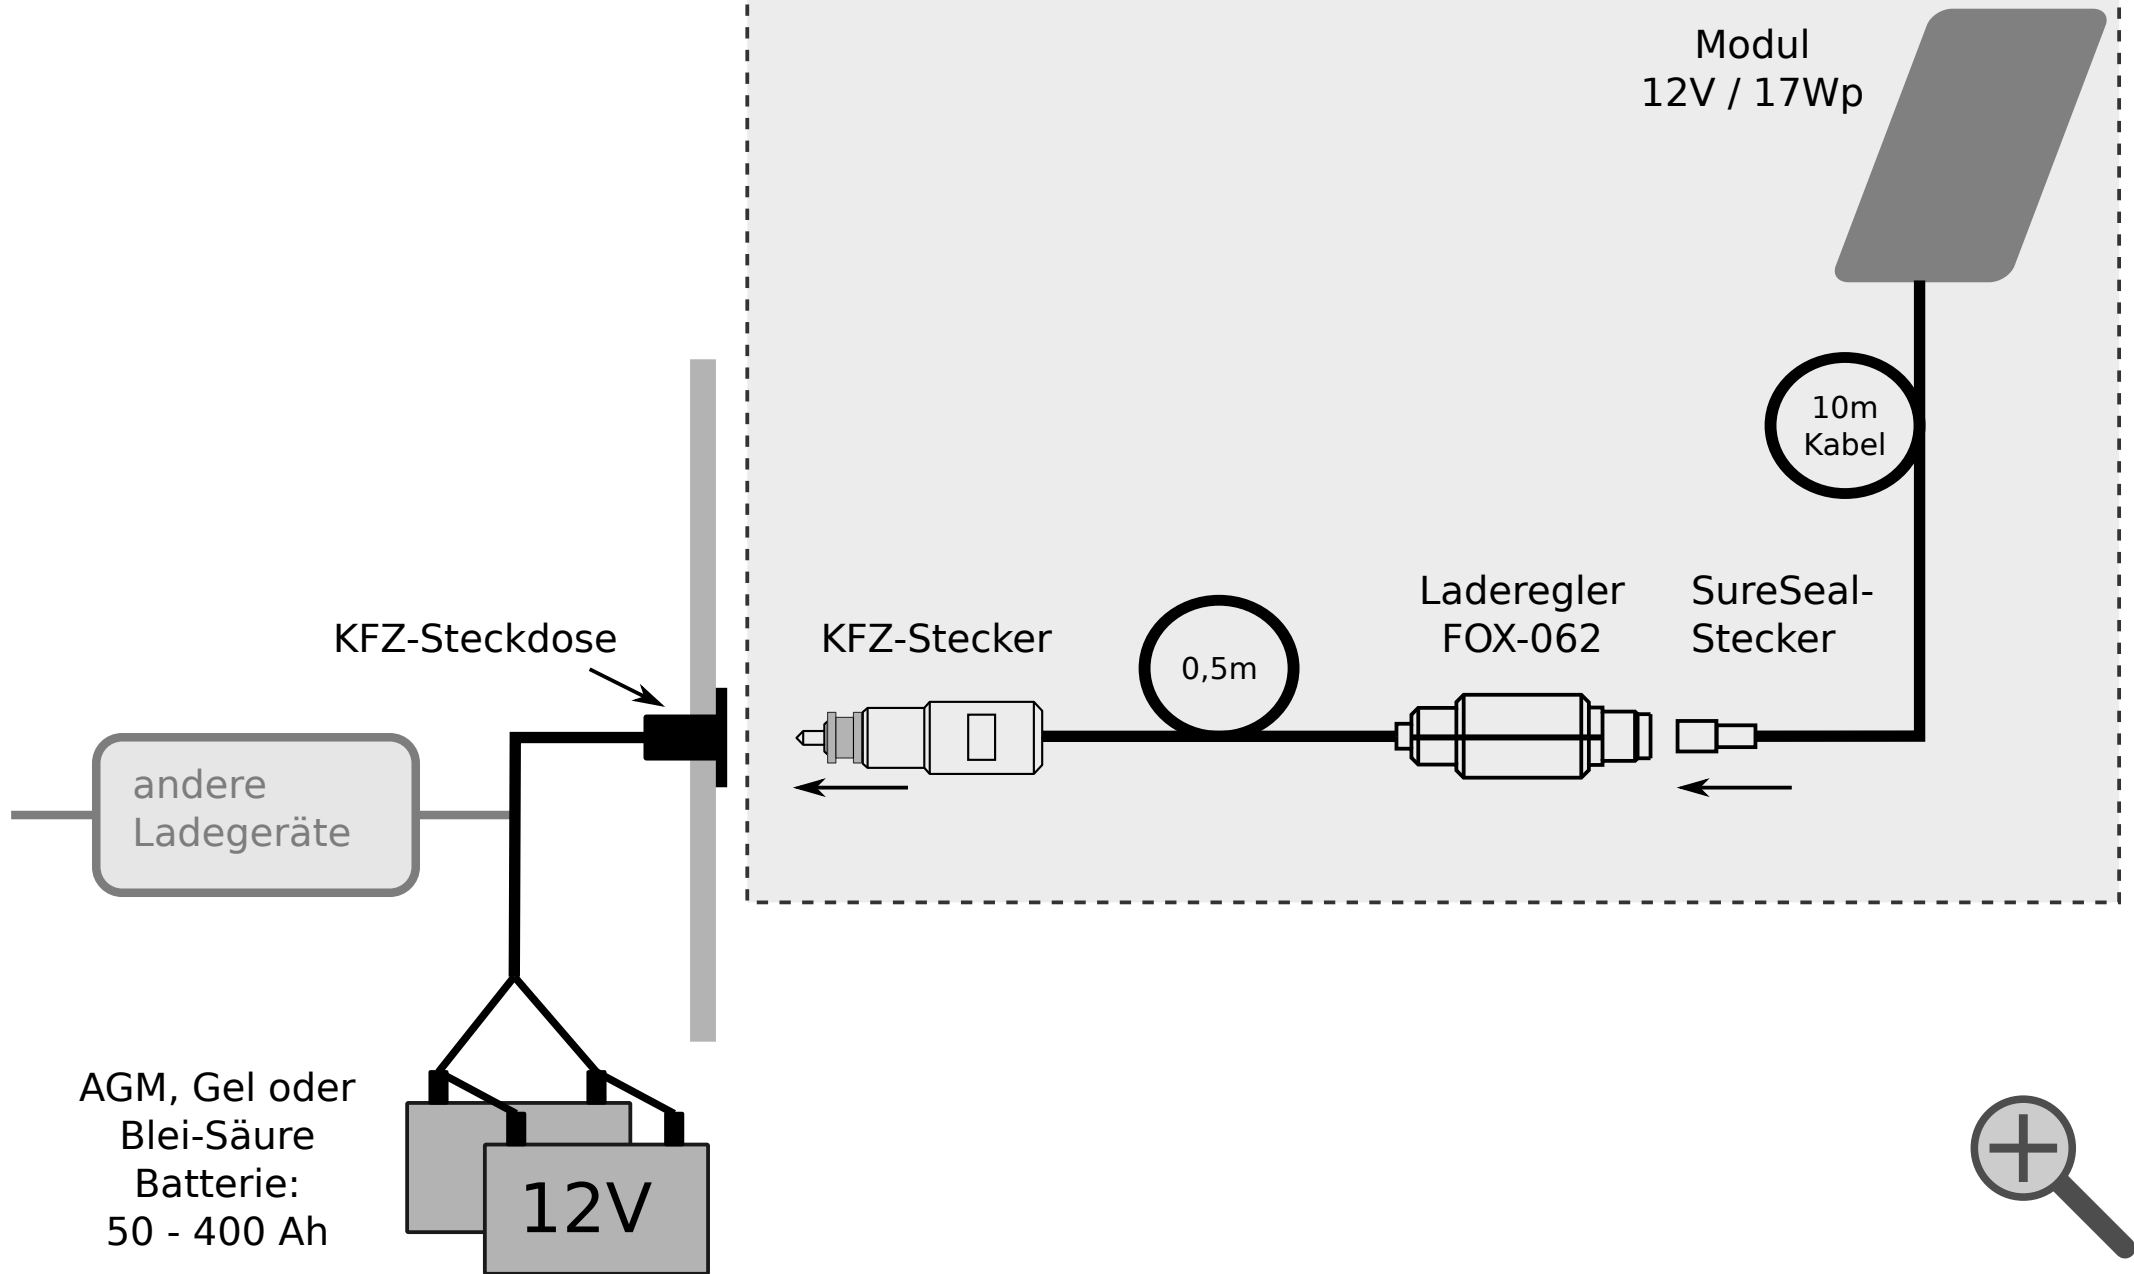 Modul
12V / 17Wp
10m
Kabel
KFZ-Steckdose
KFZ-Stecker
0,5m
Laderegler
FOX-062
SureSeal-
Stecker
andere
Ladegeräte
AGM, Gel oder
Blei-Säure
Batterie:
50 - 400 Ah
12V